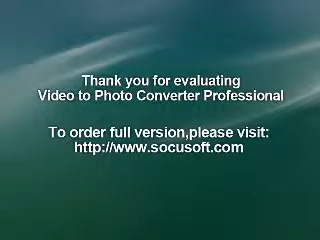 Thank you for evaluating
Video to Photo Converter Professional
To order full version,please visit:
http://www.socusoft.com